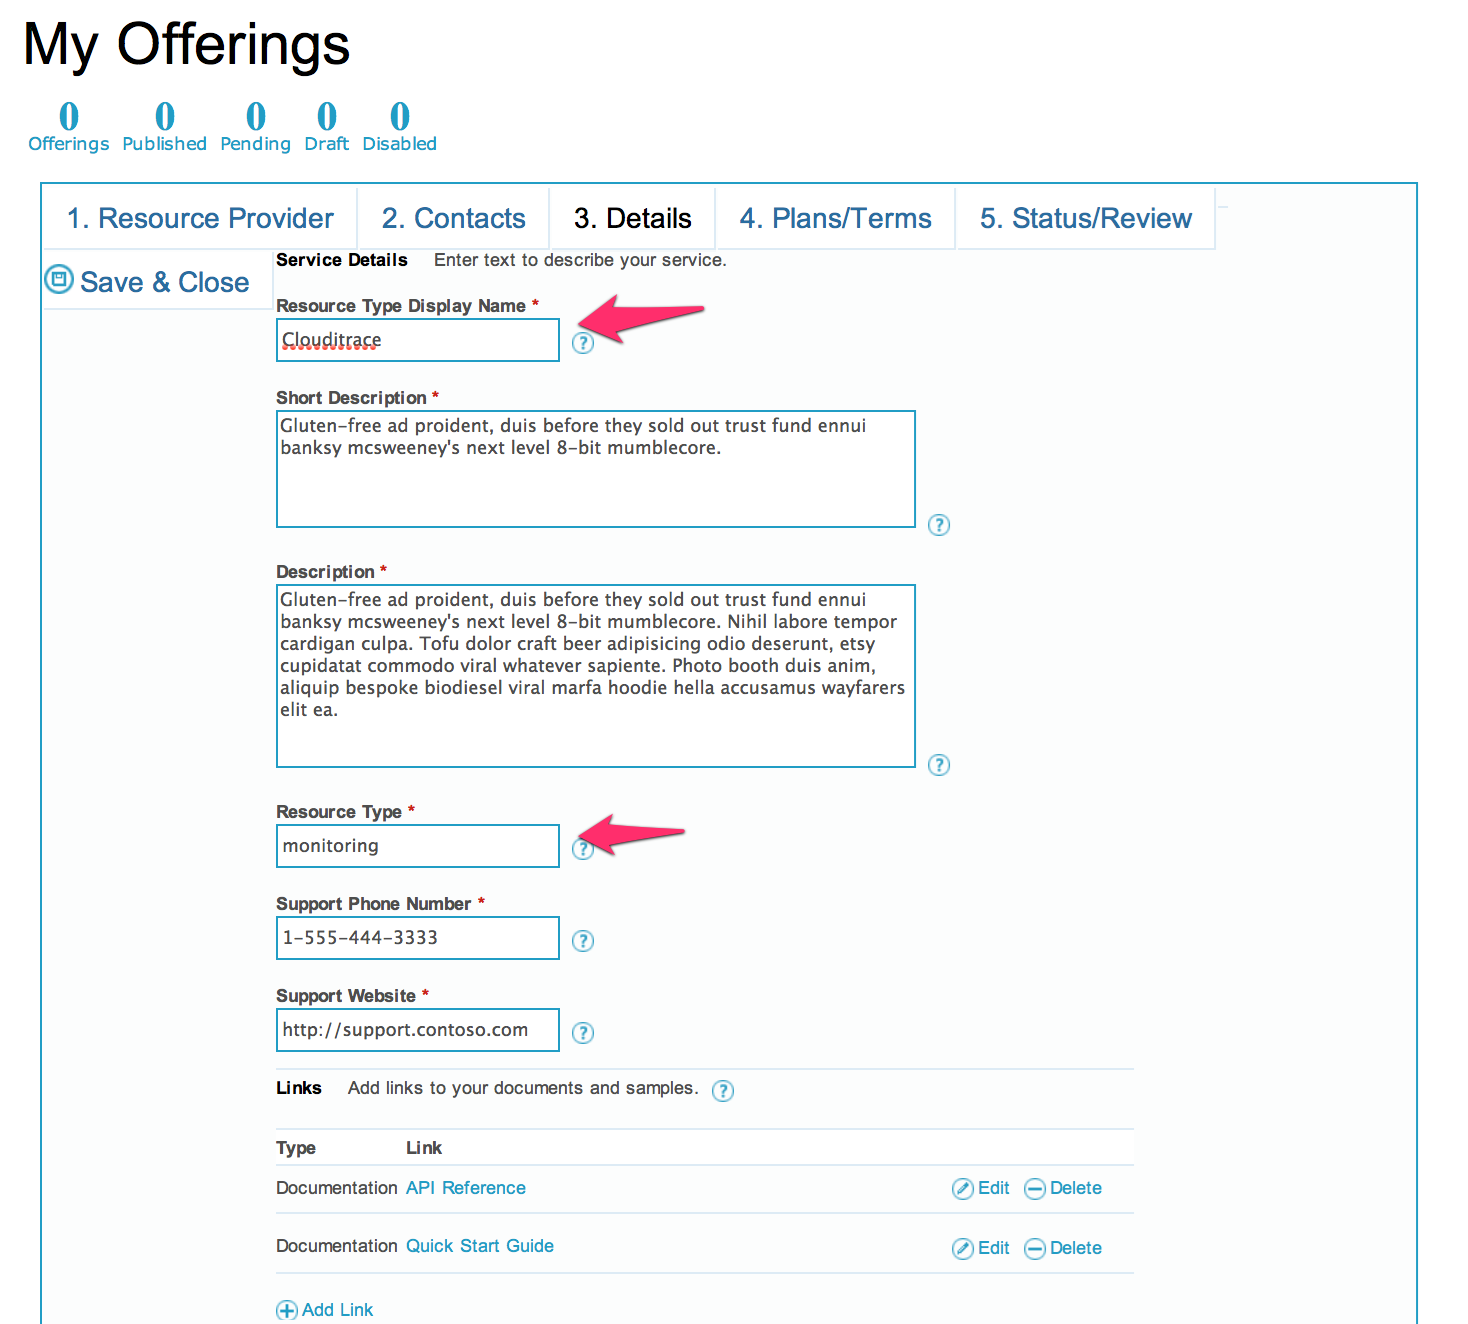 My Offerings
0 0 0 0 0
Offerings Published Pending Draft Disabled
1. Resource Provider 2. Contacts 3. Details 4. Plans/Terms 5. Status/Review
Save & Close
Service Details Enter text to describe your service.
Resource Type Display Name *
Clouditrace
?
Short Description *
Gluten-free ad proident, duis before they sold out trust fund ennui
banksy mcsweeney's next level 8-bit mumblecore.
?
Description *
Gluten-free ad proident, duis before they sold out trust fund ennui
banksy mcsweeney's next level 8-bit mumblecore. Nihil labore tempor
cardigan culpa. Tofu dolor craft beer adipisicing odio deserunt, etsy
cupidatat commodo viral whatever sapiente. Photo booth duis anim,
aliquip bespoke biodiesel viral marfa hoodie hella accusamus wayfarers
elit ea.
?
Resource Type *
monitoring
?
Support Phone Number *
1-555-444-3333
?
Support Website *
http://support.contoso.com
?
Links Add links to your documents and samples. ?
Type Link
Documentation API Reference Edit Delete
Documentation Quick Start Guide Edit Delete
Add Link